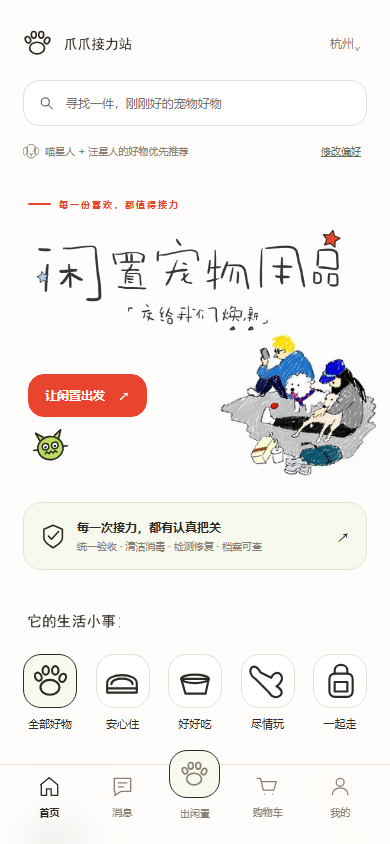 爪爪接力站
杭州
寻找一件，刚刚好的宠物好物
喵星人 + 汪星人的好物优先推荐
修改偏好
每一份喜欢，都值得接力
闲置宠物用品
「交给我们焕新」
让闲置出发 ↗
每一次接力，都有认真把关
统一验收 · 清洁消毒 · 检测修复 · 档案可查
↗
它的生活小事：
全部好物
安心住
好好吃
尽情玩
一起走
首页
消息
出闲置
购物车
我的